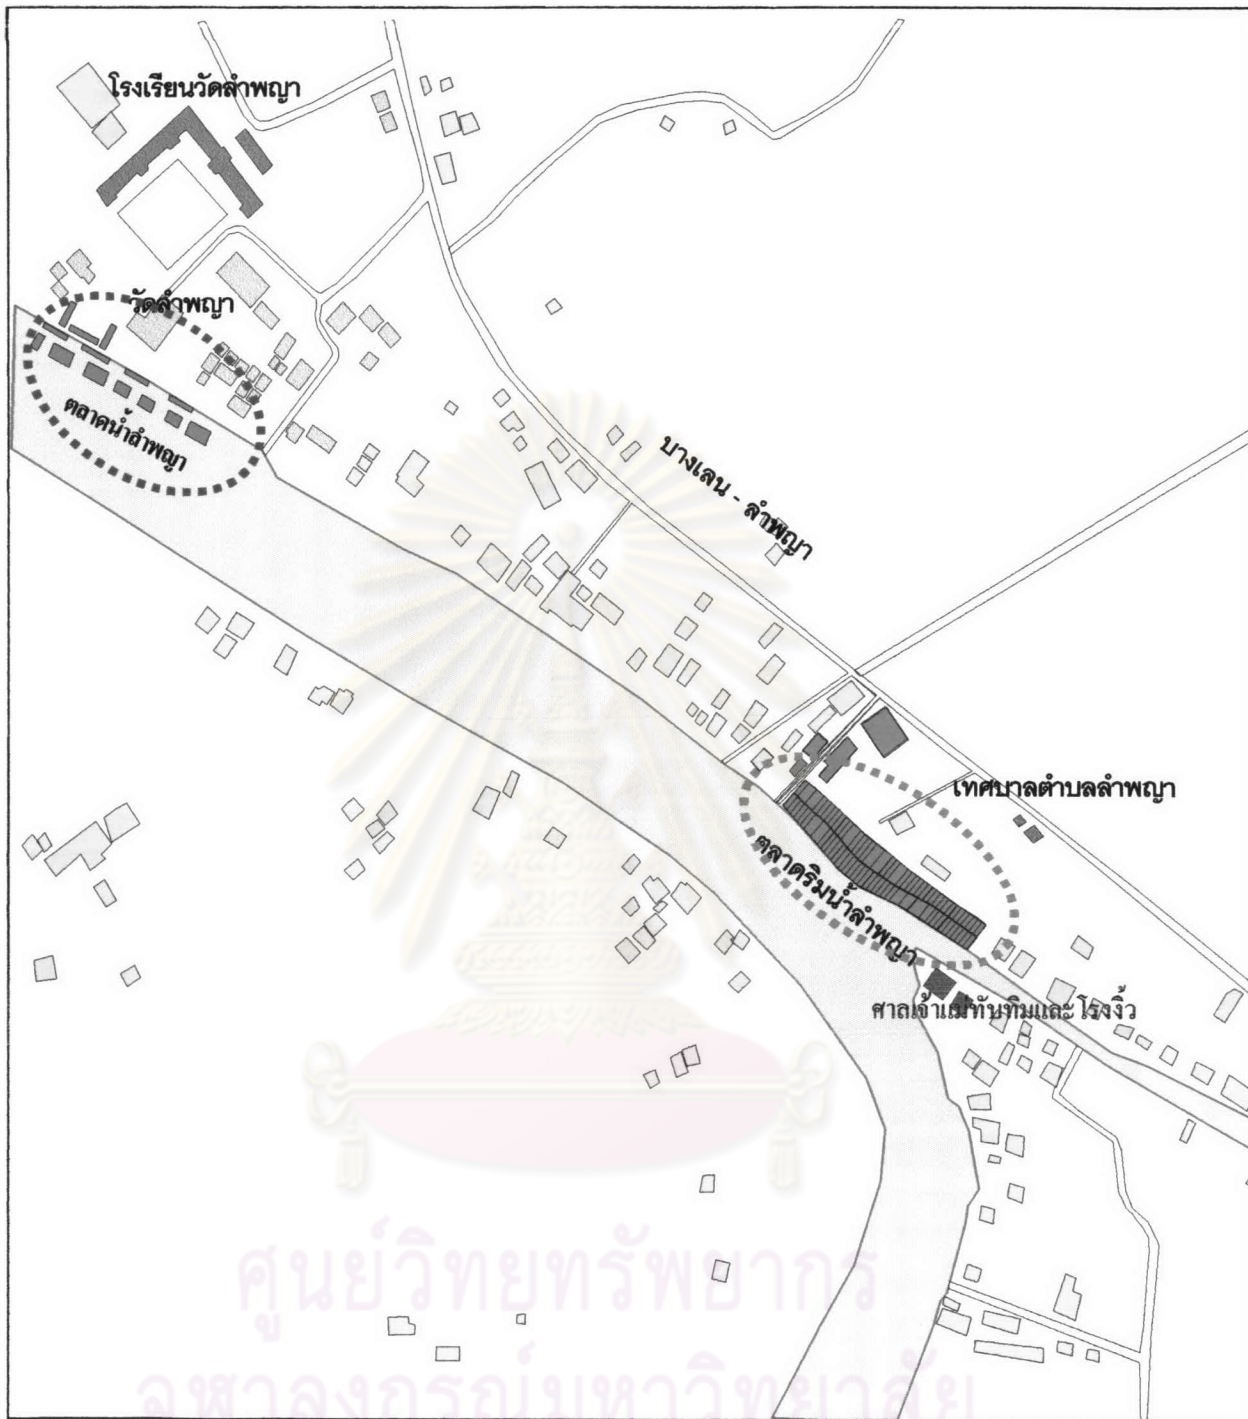 โรงเรียนวัดลำพญา
วัดลำพญา
ตลาดน้ำลำพญา
บางเลน - ลำพญา
เทศบาลตำบลลำพญา
ตลาดริมน้ำลำพญา
ศาลเจ้าแม่ทับทิมและโรงงิ้ว
ศูนย์วิทยทรัพยากร
จุฬาลงกรณ์มหาวิทยาลัย